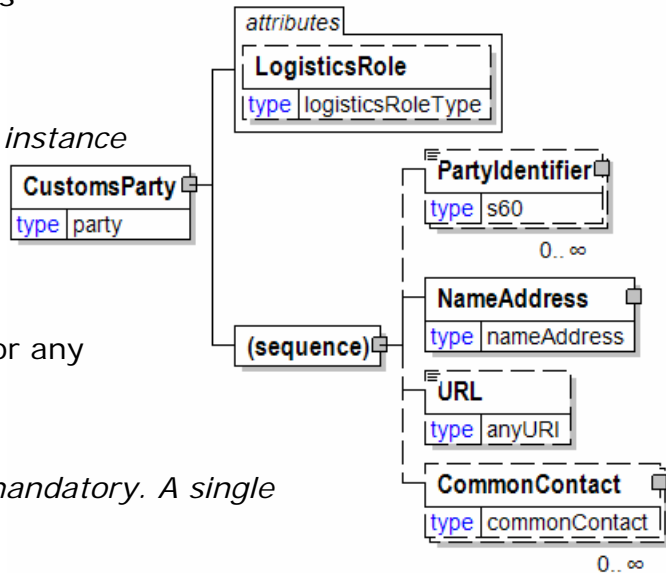 s
attributes
LogisticsRole
type logisticsRoleType
instance
CustomsParty
type party
PartyIdentifier
type s60
0.. ∞
NameAddress
type nameAddress
(sequence)
or any
URL
type anyURI
mandatory. A single
CommonContact
type commonContact
0.. ∞